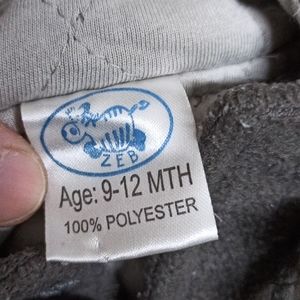 ZEB
Age: 9-12 MTH
100% POLYESTER